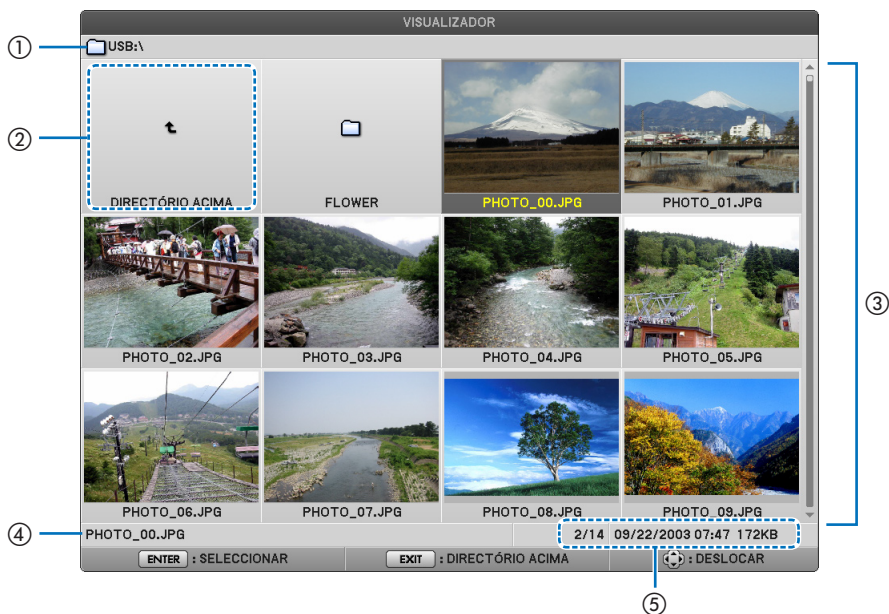 VISUALIZADOR
① USB:\
②
DIRECTÓRIO ACIMA FLOWER PHOTO_00.JPG PHOTO_01.JPG
③
PHOTO_02.JPG PHOTO_03.JPG PHOTO_04.JPG PHOTO_05.JPG
PHOTO_06.JPG PHOTO_07.JPG PHOTO_08.JPG PHOTO_09.JPG
④ PHOTO_00.JPG 2/14 09/22/2003 07:47 172KB
ENTER : SELECCIONAR EXIT : DIRECTÓRIO ACIMA : DESLOCAR
⑤